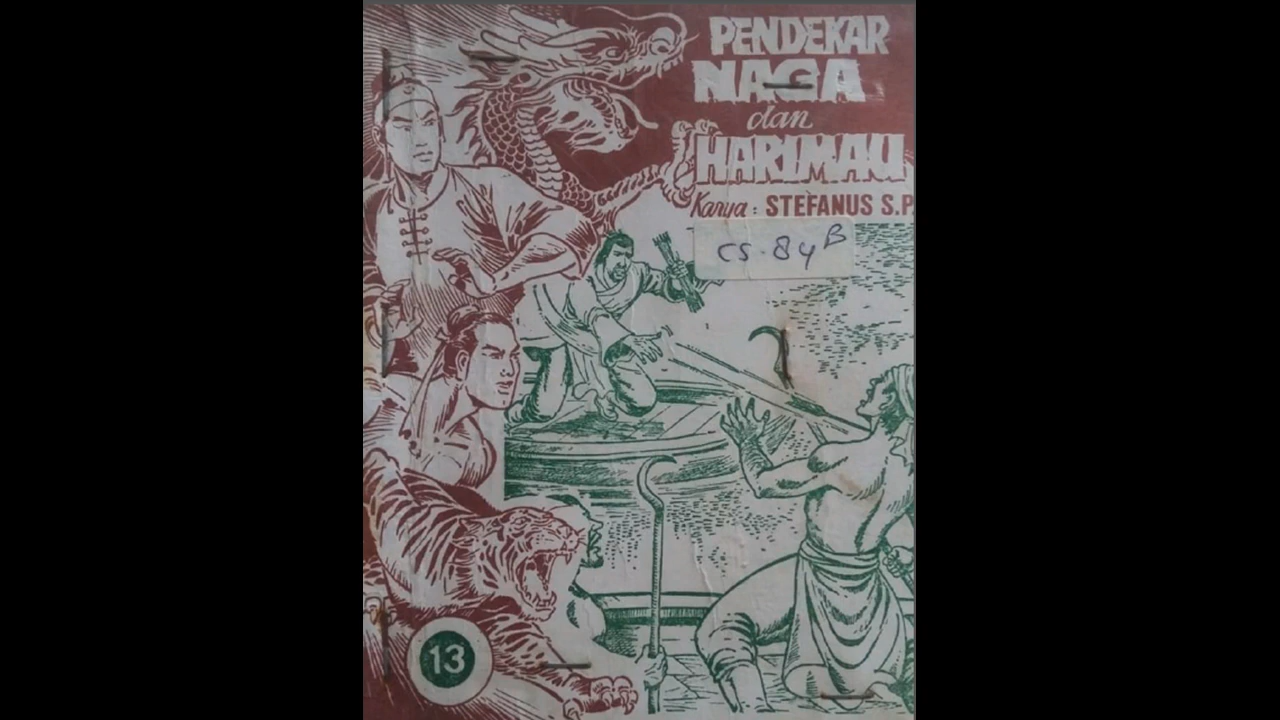 PENDEKAR
NAGA
dan
HARIMAU
Karya : STEFANUS S.P.
CS-84B
13